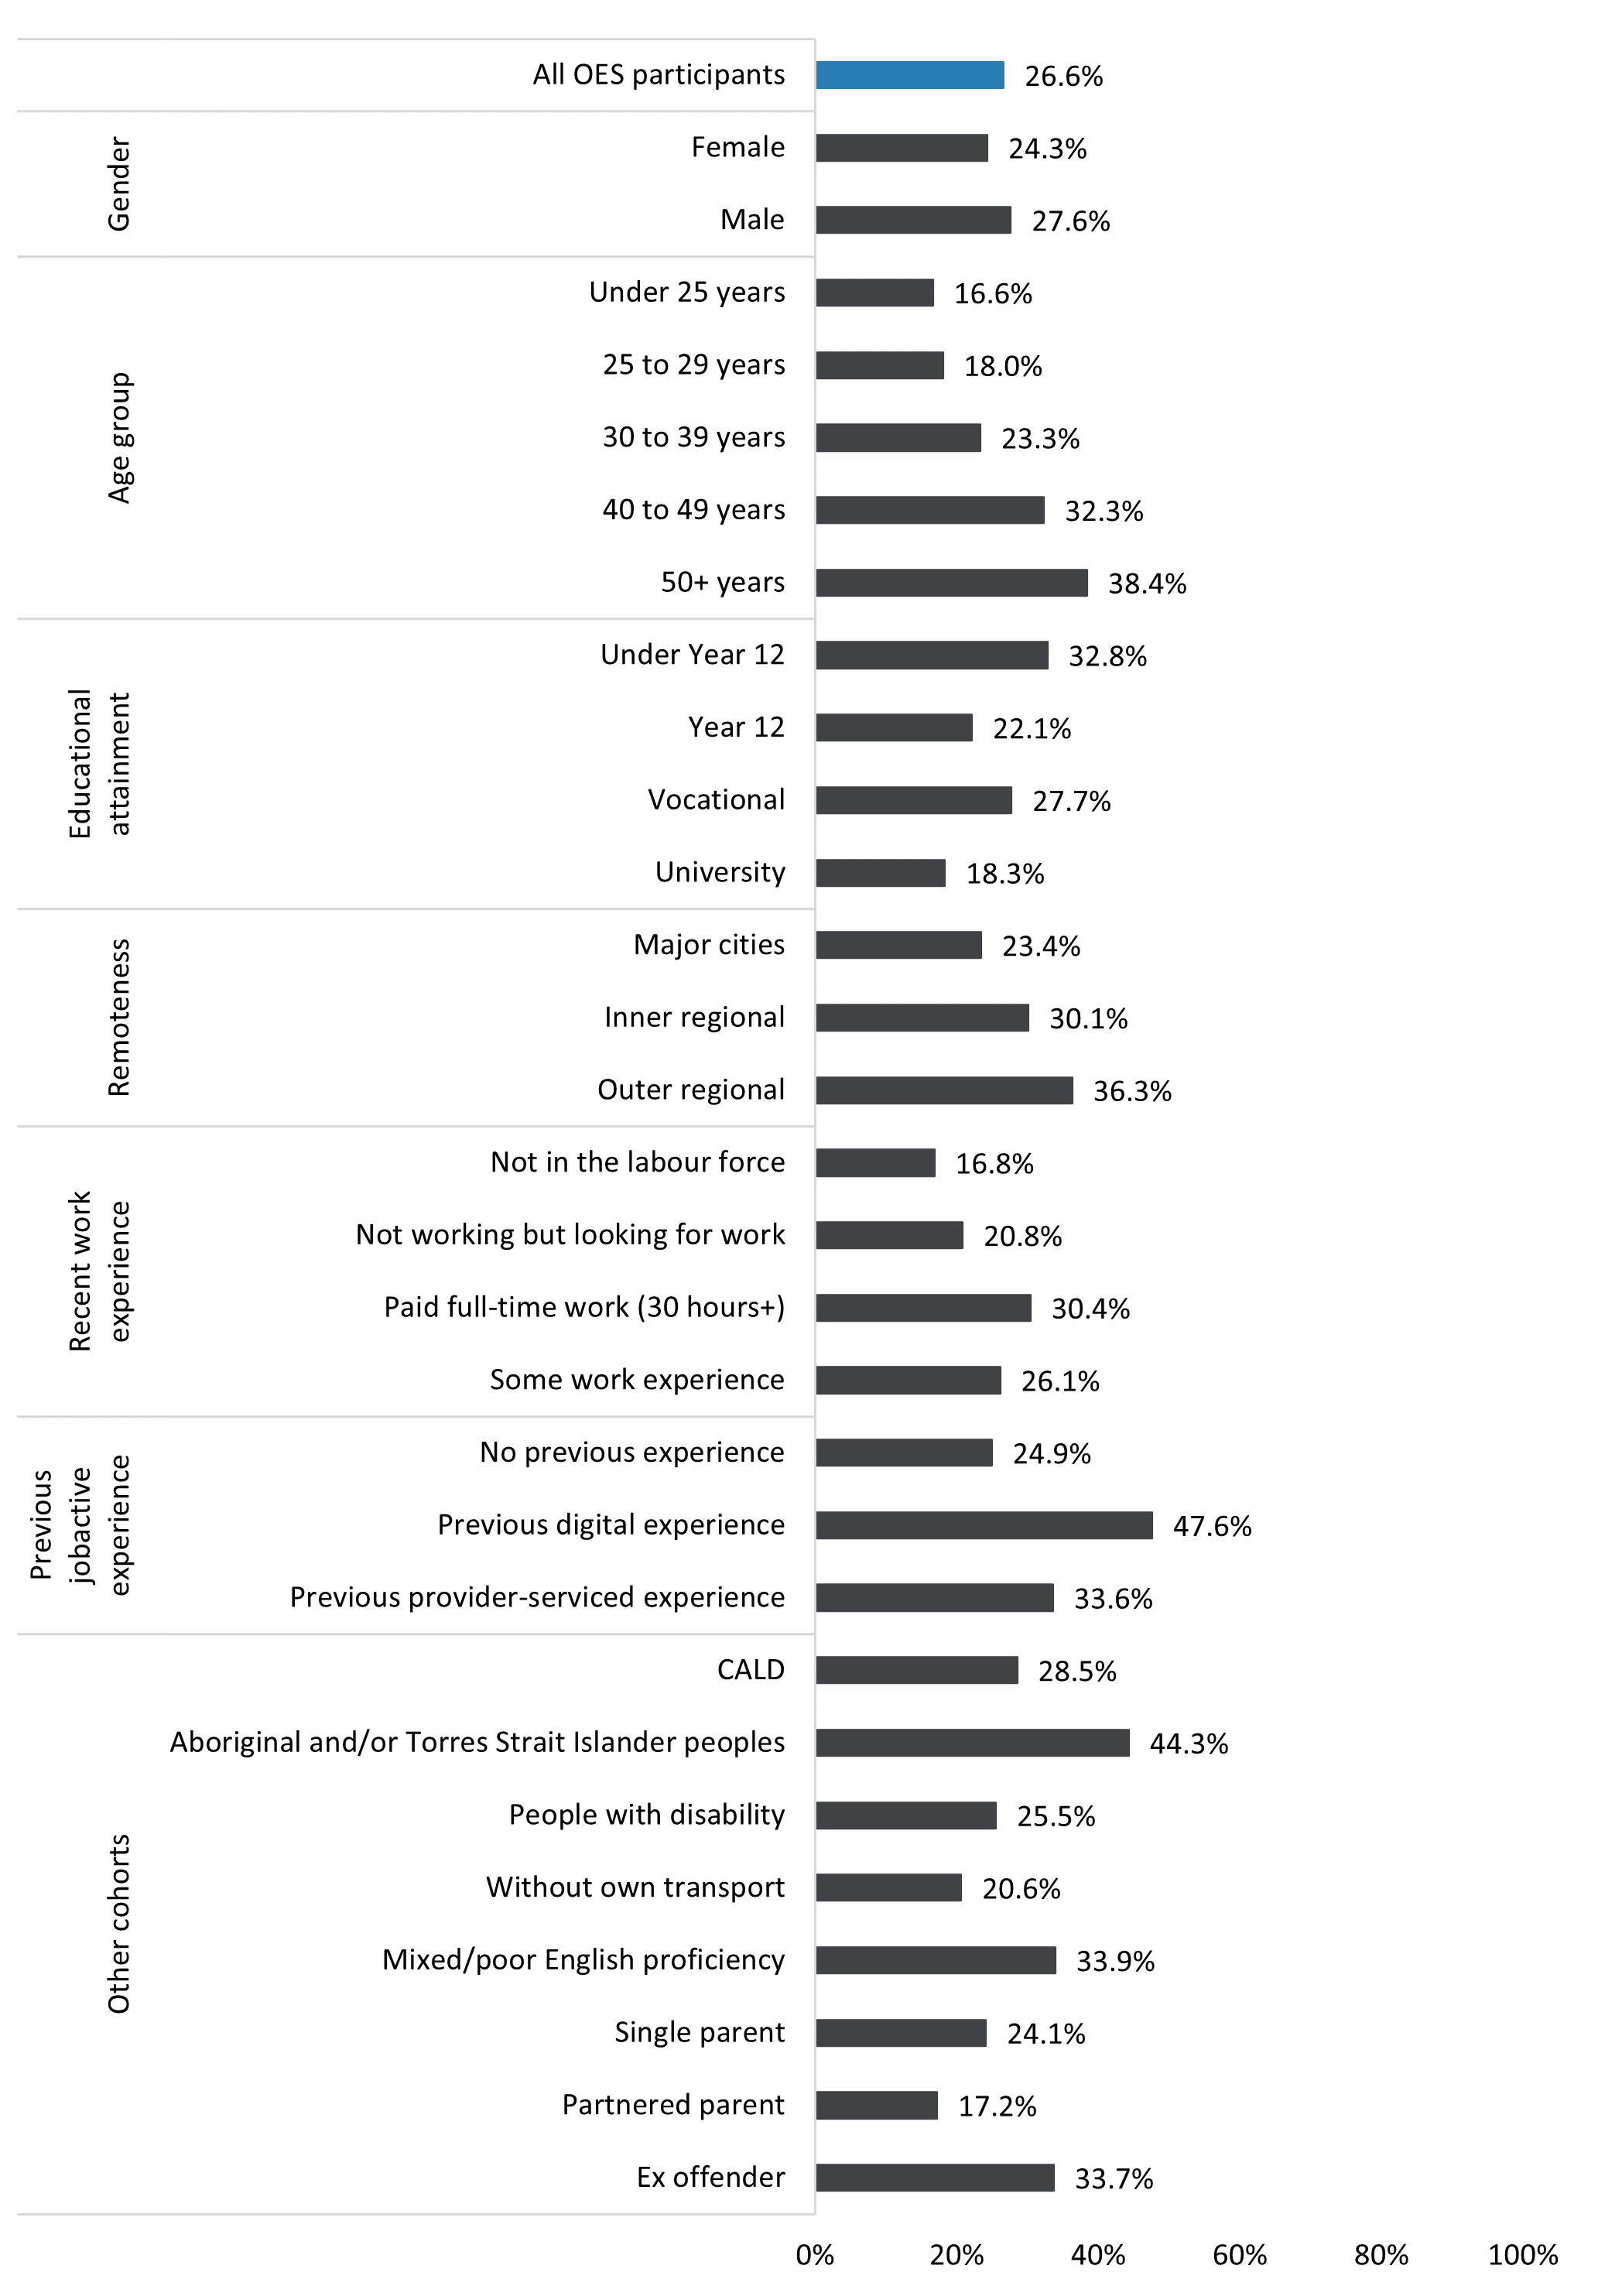 All OES participants 26.6%
Gender
Female 24.3%
Male 27.6%
Age group
Under 25 years 16.6%
25 to 29 years 18.0%
30 to 39 years 23.3%
40 to 49 years 32.3%
50+ years 38.4%
Educational
attainment
Under Year 12 32.8%
Year 12 22.1%
Vocational 27.7%
University 18.3%
Remoteness
Major cities 23.4%
Inner regional 30.1%
Outer regional 36.3%
Recent work
experience
Not in the labour force 16.8%
Not working but looking for work 20.8%
Paid full-time work (30 hours+) 30.4%
Some work experience 26.1%
Previous
jobactive
experience
No previous experience 24.9%
Previous digital experience 47.6%
Previous provider-serviced experience 33.6%
Other cohorts
CALD 28.5%
Aboriginal and/or Torres Strait Islander peoples 44.3%
People with disability 25.5%
Without own transport 20.6%
Mixed/poor English proficiency 33.9%
Single parent 24.1%
Partnered parent 17.2%
Ex offender 33.7%
0% 20% 40% 60% 80% 100%